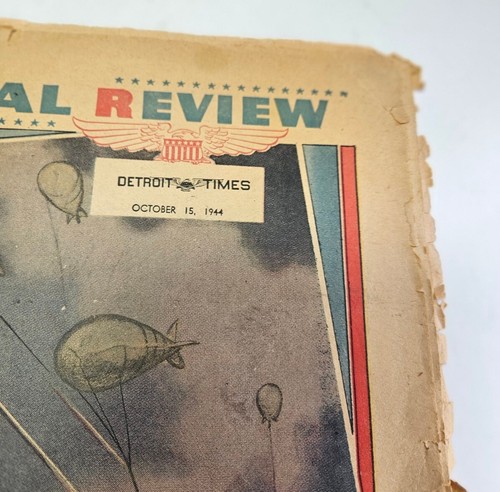 AL REVIEW
DETROIT TIMES
OCTOBER 15, 1944